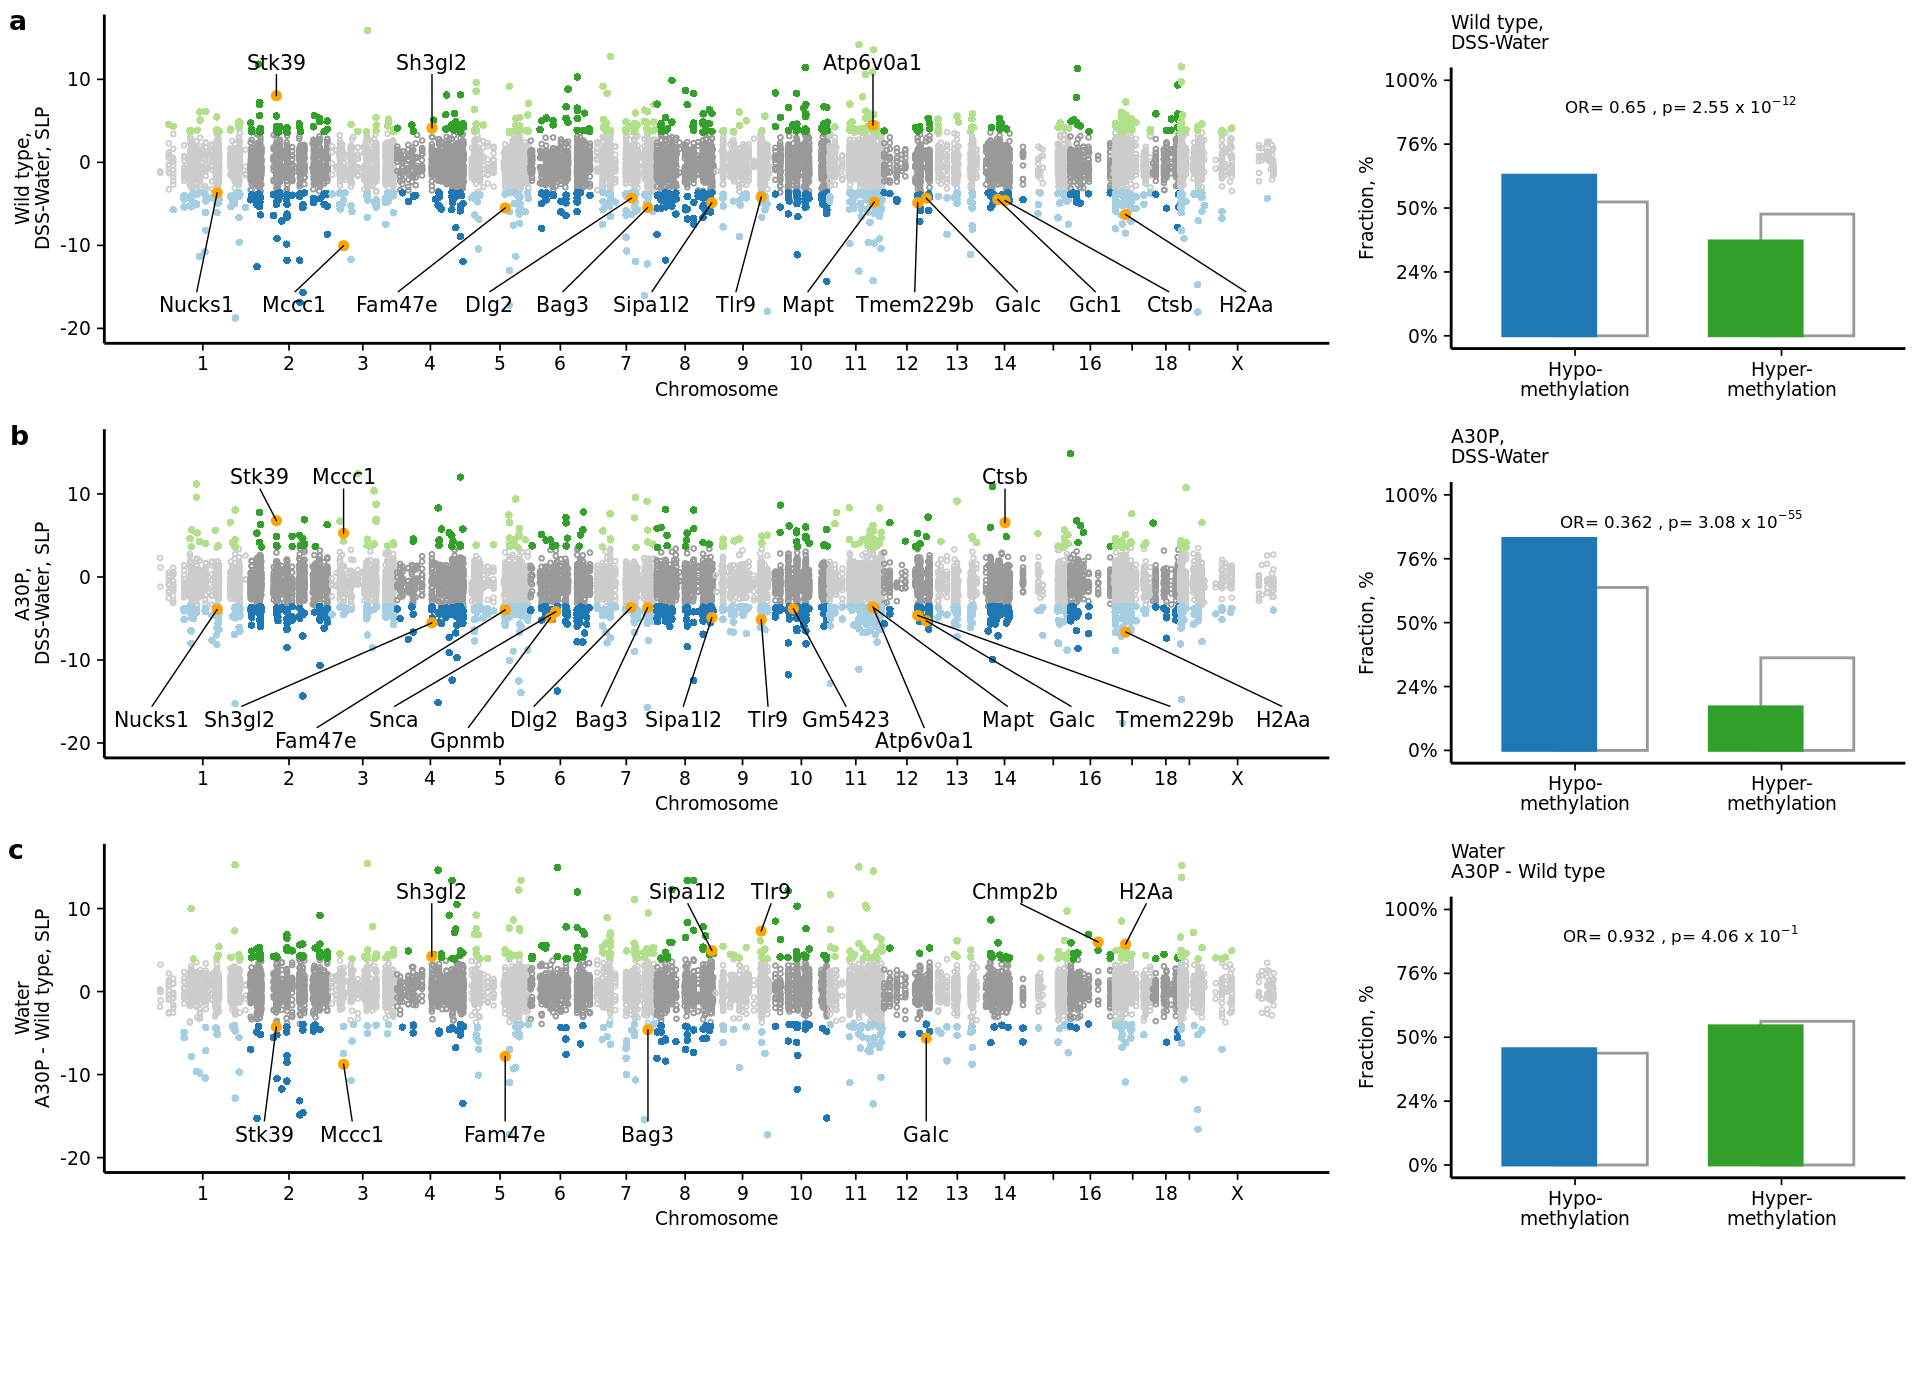 a
Wild type,
DSS-Water, SLP
10
0
-10
-20
Stk39
Sh3gl2
Atp6v0a1
Nucks1
Mccc1
Fam47e
Dlg2
Bag3
Sipa1l2
Tlr9
Mapt
Tmem229b
Galc
Gch1
Ctsb
H2Aa
1
2
3
4
5
6
7
8
9
10
11
12
13
14
16
18
X
Chromosome
Wild type,
DSS-Water
Fraction, %
100%
76%
50%
24%
0%
OR= 0.65 , p= 2.55 x 10−12
Hypo-
methylation
Hyper-
methylation
b
A30P,
DSS-Water, SLP
10
0
-10
-20
Stk39
Mccc1
Ctsb
Nucks1
Sh3gl2
Fam47e
Snca
Gpnmb
Dlg2
Bag3
Sipa1l2
Tlr9
Gm5423
Atp6v0a1
Mapt
Galc
Tmem229b
H2Aa
1
2
3
4
5
6
7
8
9
10
11
12
13
14
16
18
X
Chromosome
A30P,
DSS-Water
Fraction, %
100%
76%
50%
24%
0%
OR= 0.362 , p= 3.08 x 10−55
Hypo-
methylation
Hyper-
methylation
c
Water
A30P - Wild type, SLP
10
0
-10
-20
Sh3gl2
Sipa1l2
Tlr9
Chmp2b
H2Aa
Stk39
Mccc1
Fam47e
Bag3
Galc
1
2
3
4
5
6
7
8
9
10
11
12
13
14
16
18
X
Chromosome
Water
A30P - Wild type
Fraction, %
100%
76%
50%
24%
0%
OR= 0.932 , p= 4.06 x 10−1
Hypo-
methylation
Hyper-
methylation